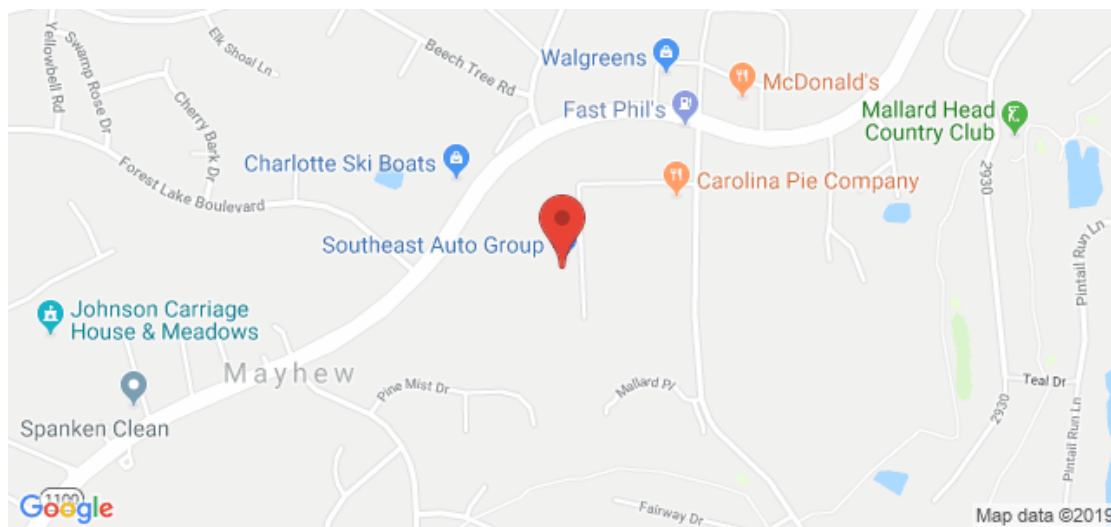 Yellowbell Rd
Swamp Rose Dr
Elk Shoal Ln
Cherry Bark Dr
Beech Tree Rd
Walgreens
McDonald's
Fast Phil's
Mallard Head
Country Club
Charlotte Ski Boats
Forest Lake Boulevard
Carolina Pie Company
2930
Southeast Auto Group
Pintail Run Ln
Johnson Carriage
House & Meadows
Mayhew
Pine Mist Dr
Mallard Pl
Teal Dr
2930
Spanken Clean
Pintail Run Ln
1100
Google
Fairway Dr
Map data ©2019